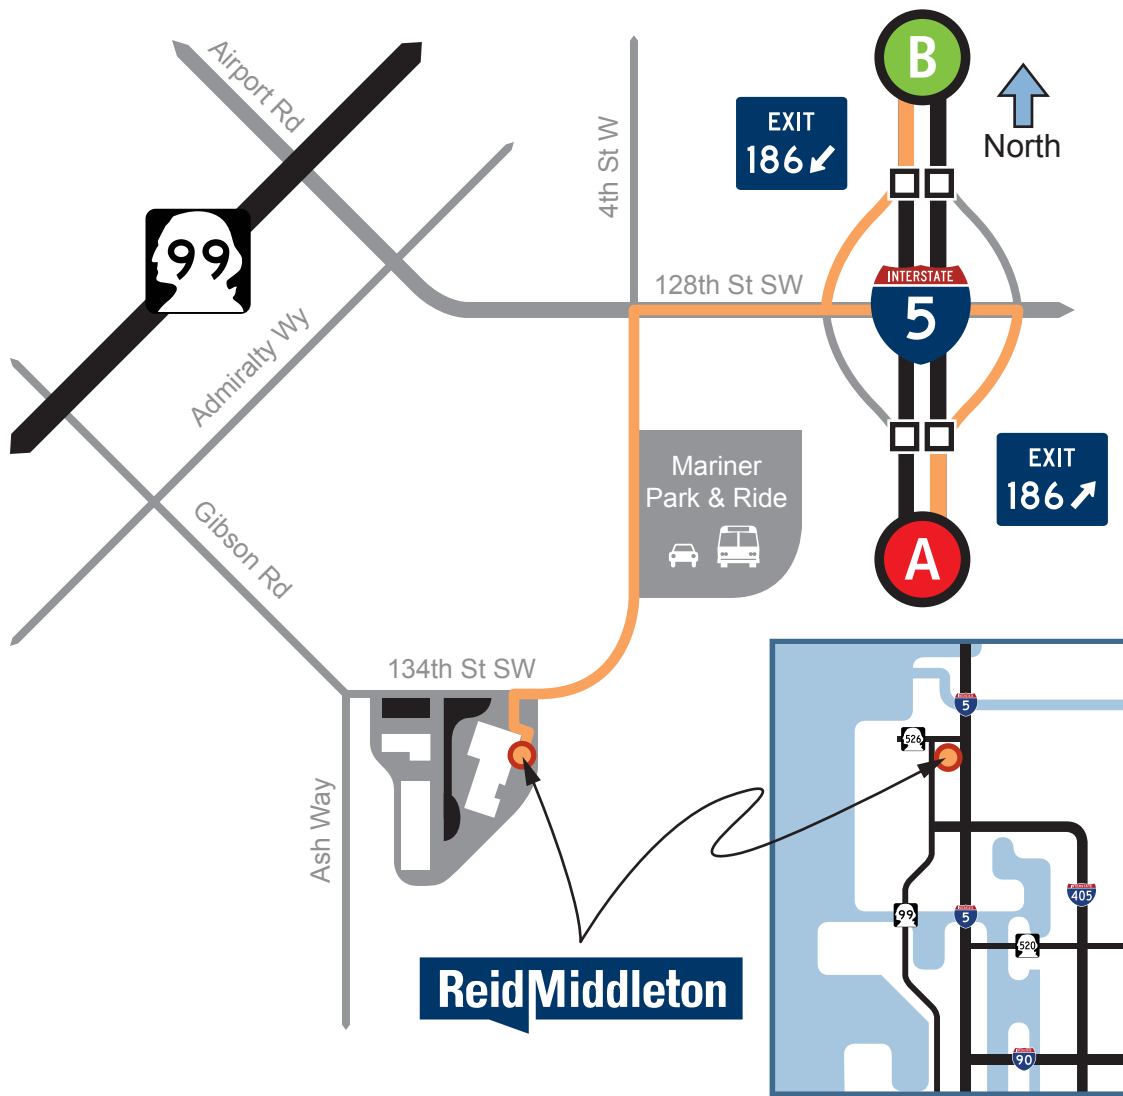 B
EXIT
186
North
Airport Rd
4th St W
99
128th St SW
INTERSTATE
5
Admiralty Wy
Mariner
Park & Ride
EXIT
186
Gibson Rd
A
134th St SW
5
526
Ash Way
INTERSTATE
405
99
5
520
ReidMiddleton
90